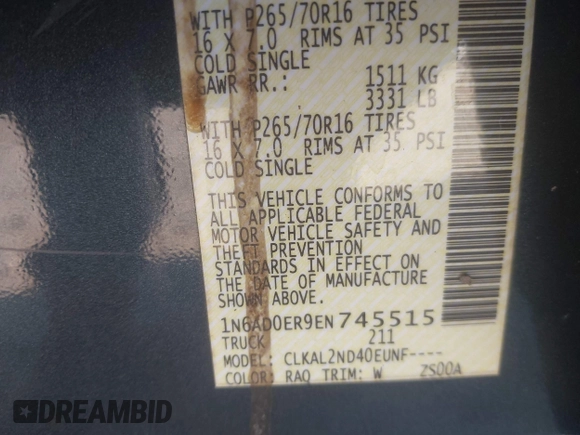 WITH P265/70R16 TIRES
16 X 7.0 RIMS AT 35 PSI
COLD SINGLE
GAWR RR.: 1511 KG
3331 LB
WITH P265/70R16 TIRES
16 X 7.0 RIMS AT 35 PSI
COLD SINGLE
THIS VEHICLE CONFORMS TO
ALL APPLICABLE FEDERAL
MOTOR VEHICLE SAFETY AND
THEFT PREVENTION
STANDARDS IN EFFECT ON
THE DATE OF MANUFACTURE
SHOWN ABOVE.
1N6AD0ER9EN745515
TRUCK 211
MODEL: CLKAL2ND40EUNF----
COLOR: RAQ TRIM: W ZS00A
DREAMBID